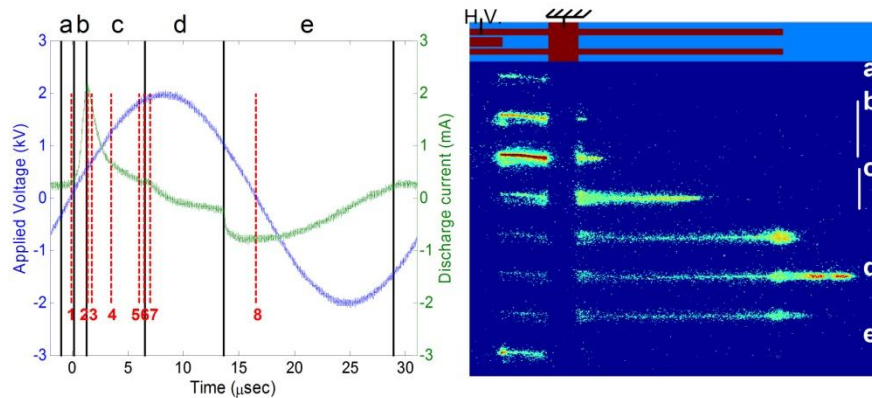 a b c d e
3 3
2 2
1 1
0 0
-1 -1
-2 -2
-3 -3
Applied Voltage (kV)
Discharge current (mA)
1 2 3 4 5 6 7 8
0 5 10 15 20 25 30
Time (μsec)
H.V.
a
b
c
d
e